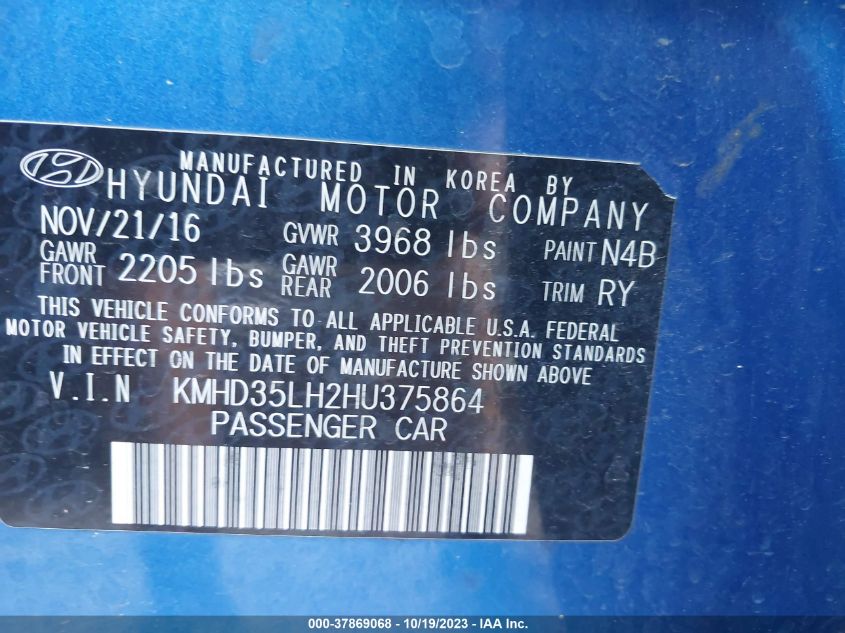 MANUFACTURED IN KOREA BY
HYUNDAI MOTOR COMPANY
NOV/21/16 GVWR 3968 lbs PAINT N4B
GAWR FRONT 2205 lbs GAWR REAR 2006 lbs TRIM RY
THIS VEHICLE CONFORMS TO ALL APPLICABLE U.S.A. FEDERAL
MOTOR VEHICLE SAFETY, BUMPER, AND THEFT PREVENTION STANDARDS
IN EFFECT ON THE DATE OF MANUFACTURE SHOWN ABOVE
V.I.N KMHD35LH2HU375864
PASSENGER CAR
000-37869068 - 10/19/2023 - IAA Inc.